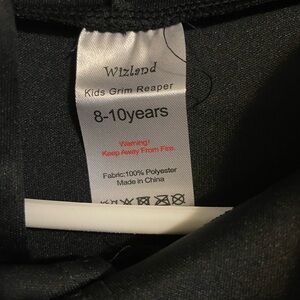 Wizland
Kids Grim Reaper
8-10years
Warning!
Keep Away From Fire.
Fabric:100% Polyester
Made in China